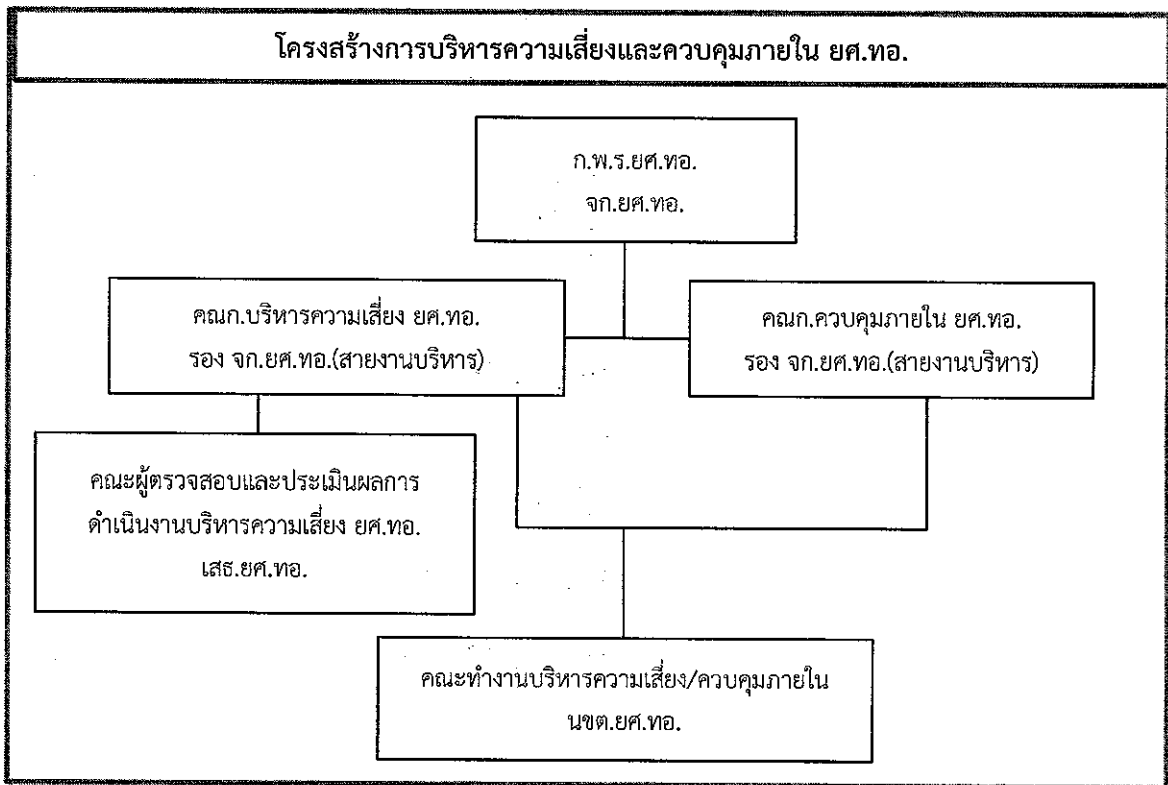 โครงสร้างการบริหารความเสี่ยงและควบคุมภายใน ยศ.ทอ.
ก.พ.ร.ยศ.ทอ.
จก.ยศ.ทอ.
คณก.บริหารความเสี่ยง ยศ.ทอ.
รอง จก.ยศ.ทอ.(สายงานบริหาร)
คณก.ควบคุมภายใน ยศ.ทอ.
รอง จก.ยศ.ทอ.(สายงานบริหาร)
คณะผู้ตรวจสอบและประเมินผลการ
ดำเนินงานบริหารความเสี่ยง ยศ.ทอ.
เสธ.ยศ.ทอ.
คณะทำงานบริหารความเสี่ยง/ควบคุมภายใน
นขต.ยศ.ทอ.